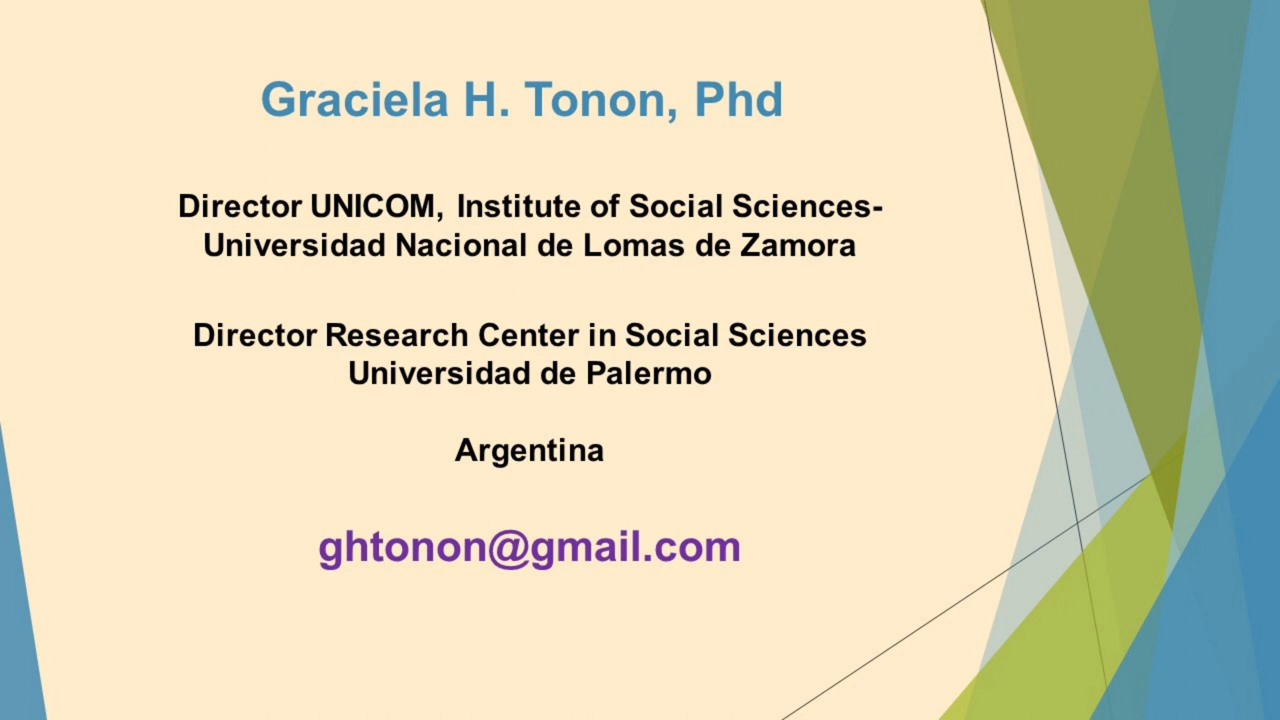 Graciela H. Tonon, Phd
Director UNICOM, Institute of Social Sciences-
Universidad Nacional de Lomas de Zamora
Director Research Center in Social Sciences
Universidad de Palermo
Argentina
ghtonon@gmail.com